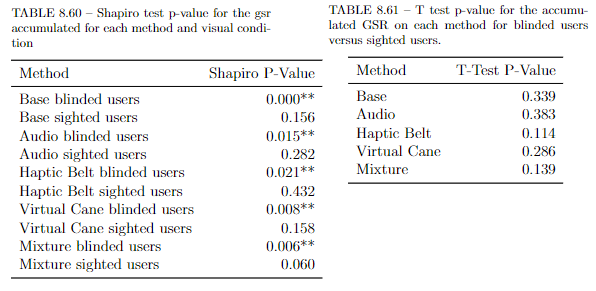 TABLE 8.60 – Shapiro test p-value for the gsr
accumulated for each method and visual condi-
tion
Method Shapiro P-Value
Base blinded users 0.000**
Base sighted users 0.156
Audio blinded users 0.015**
Audio sighted users 0.282
Haptic Belt blinded users 0.021**
Haptic Belt sighted users 0.432
Virtual Cane blinded users 0.008**
Virtual Cane sighted users 0.158
Mixture blinded users 0.006**
Mixture sighted users 0.060
TABLE 8.61 – T test p-value for the accumu-
lated GSR on each method for blinded users
versus sighted users.
Method T-Test P-Value
Base 0.339
Audio 0.383
Haptic Belt 0.114
Virtual Cane 0.286
Mixture 0.139